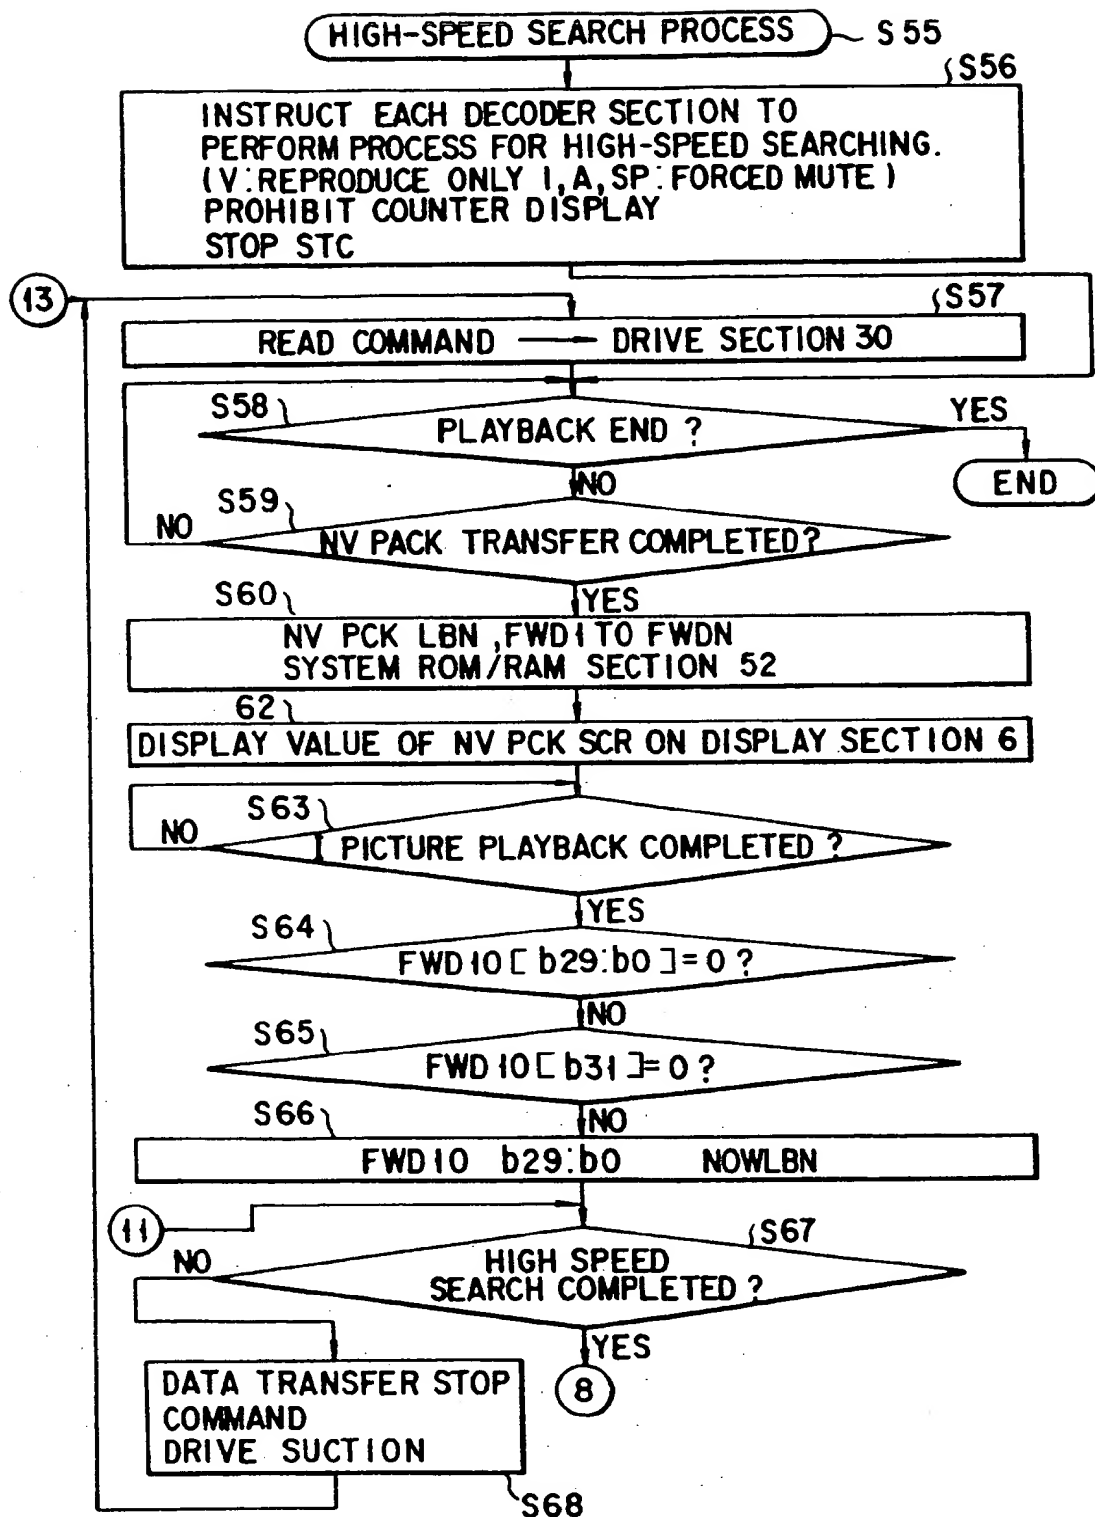 HIGH-SPEED SEARCH PROCESS
S55
S56
INSTRUCT EACH DECODER SECTION TO
PERFORM PROCESS FOR HIGH-SPEED SEARCHING.
(V:REPRODUCE ONLY I, A, SP: FORCED MUTE)
PROHIBIT COUNTER DISPLAY
STOP STC
13
S57
READ COMMAND → DRIVE SECTION 30
S58
PLAYBACK END ?
YES
END
NO
S59
NO
NV PACK TRANSFER COMPLETED?
YES
S60
NV PCK LBN ,FWD1 TO FWDN
SYSTEM ROM/RAM SECTION 52
62
DISPLAY VALUE OF NV PCK SCR ON DISPLAY SECTION 6
S63
NO
I PICTURE PLAYBACK COMPLETED ?
YES
S64
FWD10[ b29:b0 ]=0 ?
NO
S65
FWD10[ b31 ]=0 ?
NO
S66
FWD10 b29:b0 NOWLBN
11
S67
NO
HIGH SPEED
SEARCH COMPLETED ?
YES
8
DATA TRANSFER STOP
COMMAND
DRIVE SUCTION
S68